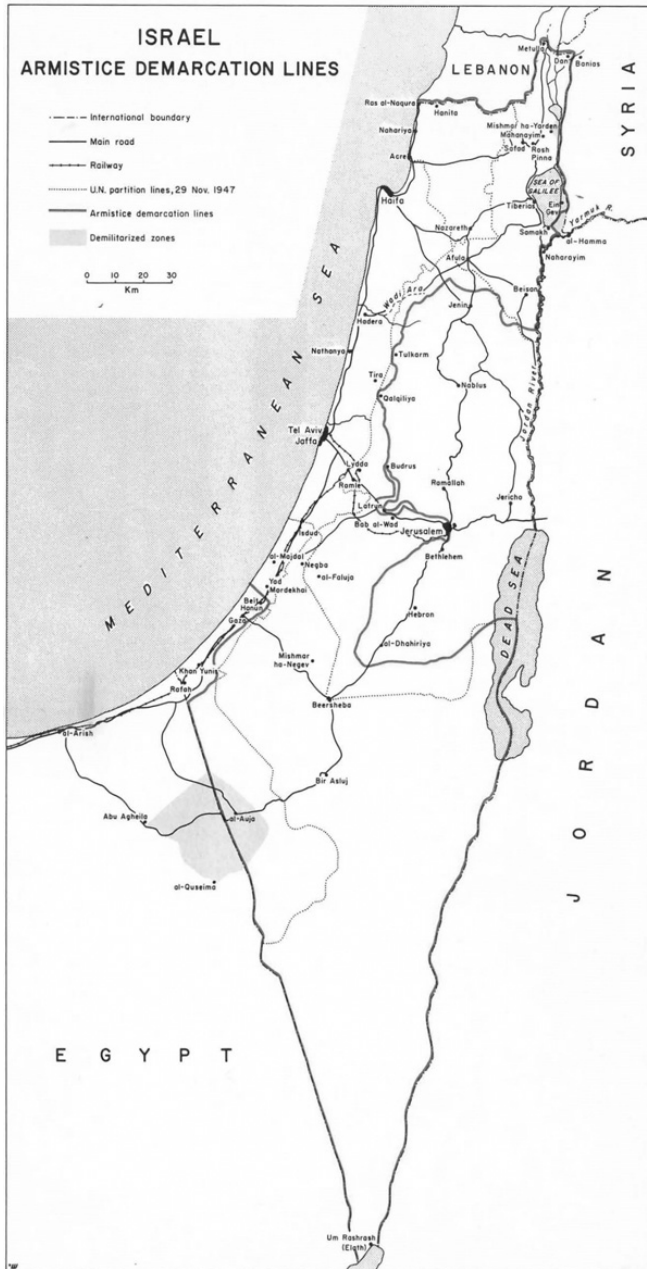 ISRAEL
ARMISTICE DEMARCATION LINES
International boundary
Main road
Railway
U.N. partition lines, 29 Nov. 1947
Armistice demarcation lines
Demilitarized zones
0 10 20 30
Km
LEBANON
SYRIA
Metulla
Dan
Banias
Ras al-Naqura
Hanita
Nahariya
Mishmar ha-Yarden
Mahanayim
Safad
Rosh
Pinna
Acre
SEA OF
GALILEE
Haifa
Tiberias
Ein
Gev
Yarmuk R.
Nazareth
Samakh
al-Hamma
Naharayim
Afula
Wadi Ara
Jenin
Beisan
Hadera
Nathanya
Tulkarm
Tira
Nablus
Qalqiliya
Jordan River
MEDITERRANEAN SEA
Tel Aviv
Jaffa
Lydda
Budrus
Ramle
Ramallah
Jericho
Latrun
Bab al-Wad
Jerusalem
Isdud
Bethlehem
al-Majdal
Negba
al-Faluja
Yad
Mordekhai
Beit
Hanun
Gaza
Hebron
DEAD SEA
al-Dhahiriya
Mishmar
ha-Negev
Khan Yunis
Rafah
Beersheba
al-Arish
JORDAN
Bir Asluj
Abu Agheila
al-Auja
al-Quseima
EGYPT
Um Rashrash
(Elath)